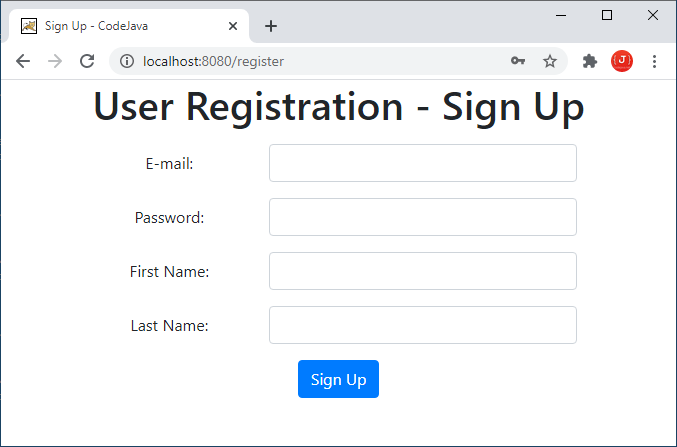 Sign Up - CodeJava
localhost:8080/register
J
User Registration - Sign Up
E-mail:
Password:
First Name:
Last Name:
Sign Up